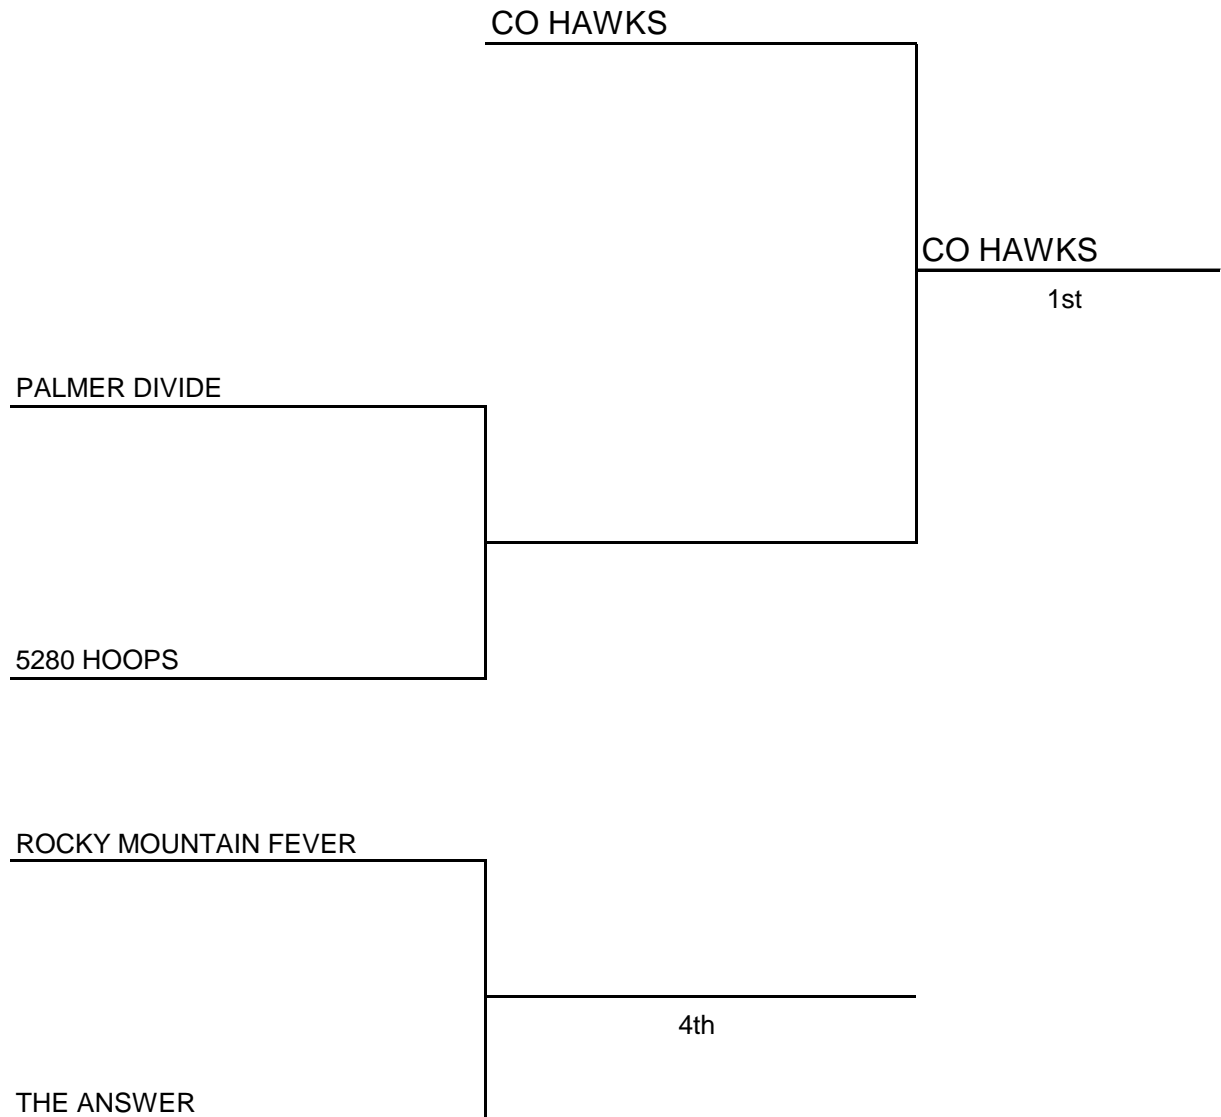 CO HAWKS
CO HAWKS
1st
PALMER DIVIDE
5280 HOOPS
ROCKY MOUNTAIN FEVER
4th
THE ANSWER